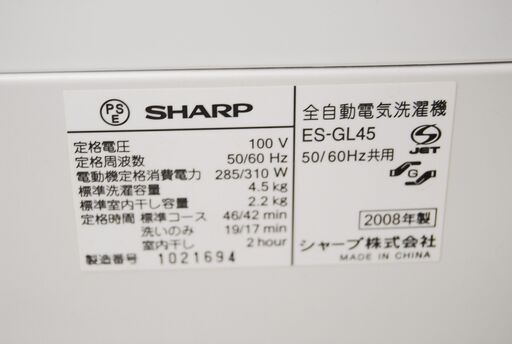 PS
E
SHARP
定格電圧 100 V
定格周波数 50/60 Hz
電動機定格消費電力 285/310 W
標準洗濯容量 4.5 kg
標準室内干し容量 2.2 kg
定格時間 標準コース 46/42 min
洗いのみ 19/17 min
室内干し 2 hour
製造番号 1021694
全自動電気洗濯機
ES-GL45
50/60Hz共用
S
JET
G
2008年製
シャープ株式会社
MADE IN CHINA